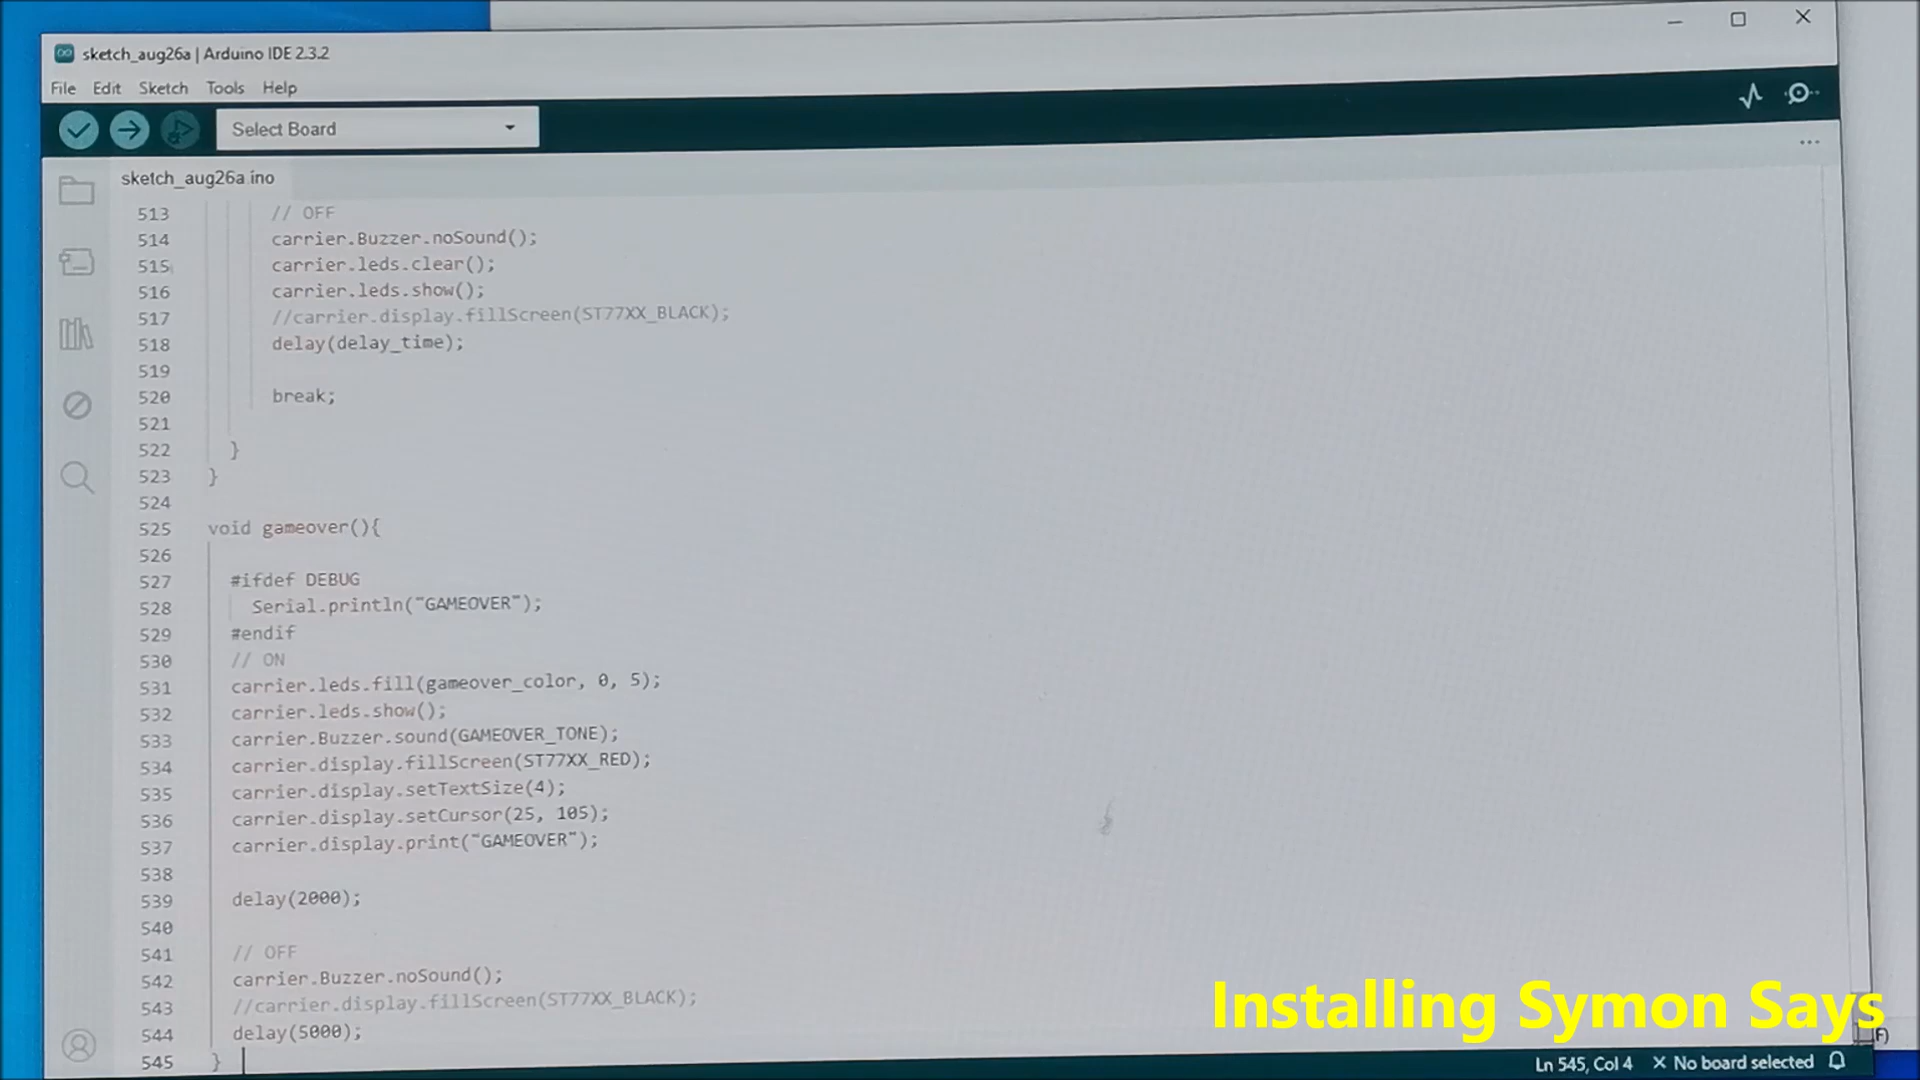 sketch_aug26a | Arduino IDE 2.3.2
File Edit Sketch Tools Help
Select Board
sketch_aug26a.ino
513 // OFF
514 carrier.Buzzer.noSound();
515 carrier.leds.clear();
516 carrier.leds.show();
517 //carrier.display.fillScreen(ST77XX_BLACK);
518 delay(delay_time);
519
520 break;
521
522 }
523 }
524
525 void gameover(){
526
527 #ifdef DEBUG
528 Serial.println("GAMEOVER");
529 #endif
530 // ON
531 carrier.leds.fill(gameover_color, 0, 5);
532 carrier.leds.show();
533 carrier.Buzzer.sound(GAMEOVER_TONE);
534 carrier.display.fillScreen(ST77XX_RED);
535 carrier.display.setTextSize(4);
536 carrier.display.setCursor(25, 105);
537 carrier.display.print("GAMEOVER");
538
539 delay(2000);
540
541 // OFF
542 carrier.Buzzer.noSound();
543 //carrier.display.fillScreen(ST77XX_BLACK);
544 delay(5000);
545 }
Installing Symon Says
Ln 545, Col 4 No board selected